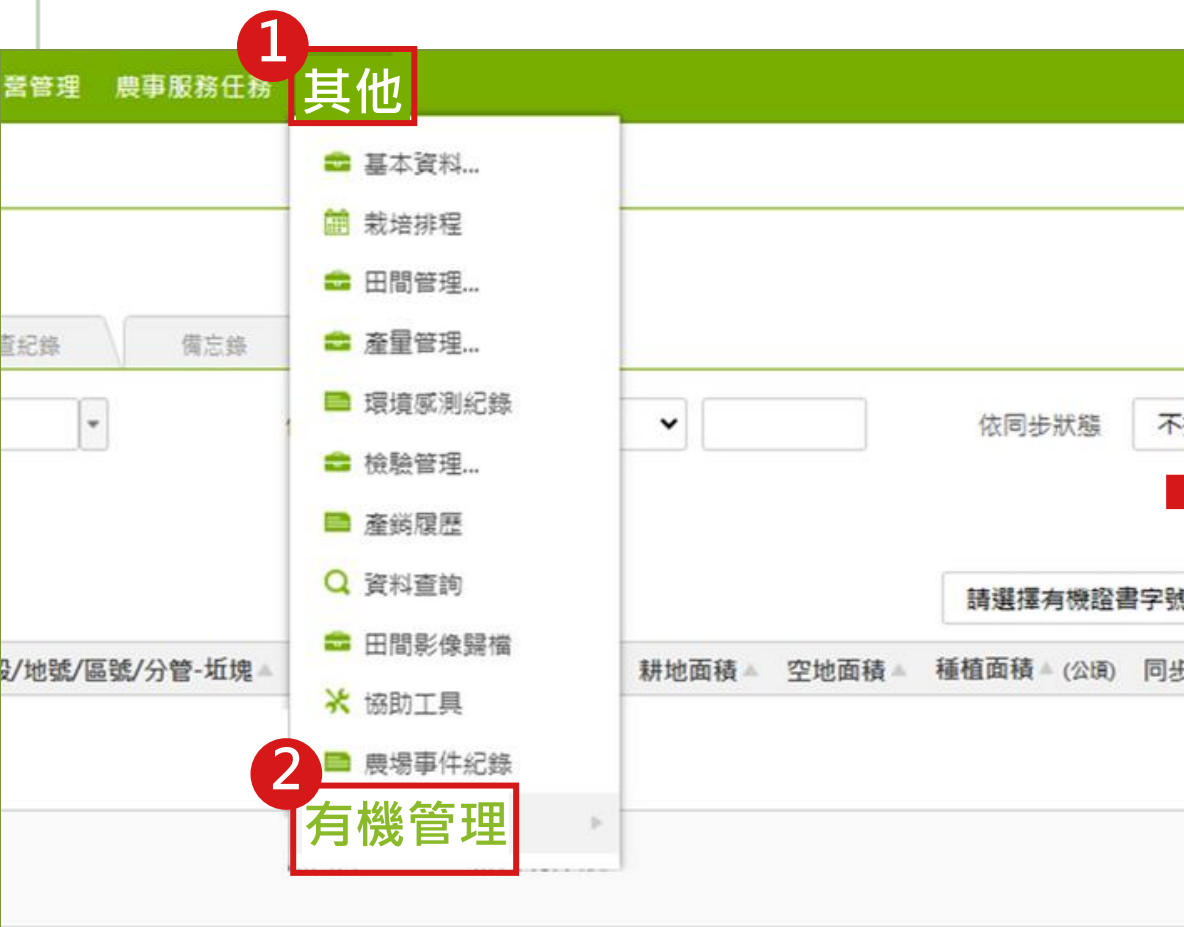 1
營管理 農事服務任務 其他
基本資料...
栽培排程
田間管理...
產量管理...
環境感測紀錄
檢驗管理...
產銷履歷
資料查詢
田間影像歸檔
協助工具
農場事件紀錄
2
有機管理
查紀錄 備忘錄
依同步狀態 不
請選擇有機證書字號
段/地號/區號/分管-坵塊 耕地面積 空地面積 種植面積 (公頃) 同步